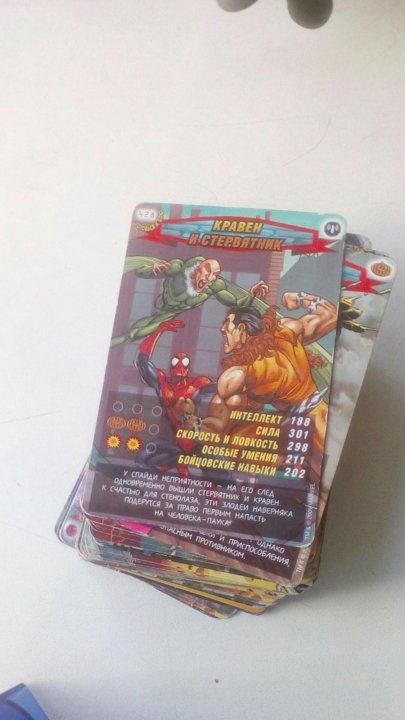 428
КРАВЕН
И СТЕРВЯТНИК
ИНТЕЛЛЕКТ 188
СИЛА 301
СКОРОСТЬ И ЛОВКОСТЬ 298
ОСОБЫЕ УМЕНИЯ 211
БОЙЦОВСКИЕ НАВЫКИ 202
У СПАЙДИ НЕПРИЯТНОСТИ – НА ЕГО СЛЕД
ОДНОВРЕМЕННО ВЫШЛИ СТЕРВЯТНИК И КРАВЕН.
К СЧАСТЬЮ ДЛЯ СТЕНОЛАЗА, ЭТИ ЗЛОДЕИ НАВЕРНЯКА
ПОДЕРУТСЯ ЗА ПРАВО ПЕРВЫМ НАПАСТЬ
НА ЧЕЛОВЕКА-ПАУКА!
ОДНАКО
И ПРИСПОСОБЛЕНИЯ,
ОПАСНЫМ ПРОТИВНИКОМ.